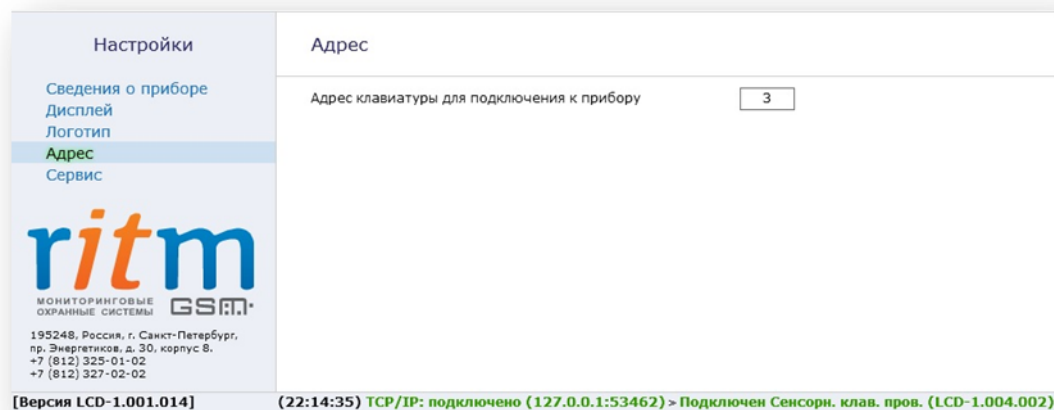 Настройки
Сведения о приборе
Дисплей
Логотип
Адрес
Сервис
ritm
МОНИТОРИНГОВЫЕ
ОХРАННЫЕ СИСТЕМЫ
GSM
195248, Россия, г. Санкт-Петербург,
пр. Энергетиков, д. 30, корпус 8.
+7 (812) 325-01-02
+7 (812) 327-02-02
Адрес
Адрес клавиатуры для подключения к прибору 3
[Версия LCD-1.001.014] (22:14:35) TCP/IP: подключено (127.0.0.1:53462) > Подключен Сенсорн. клав. пров. (LCD-1.004.002)